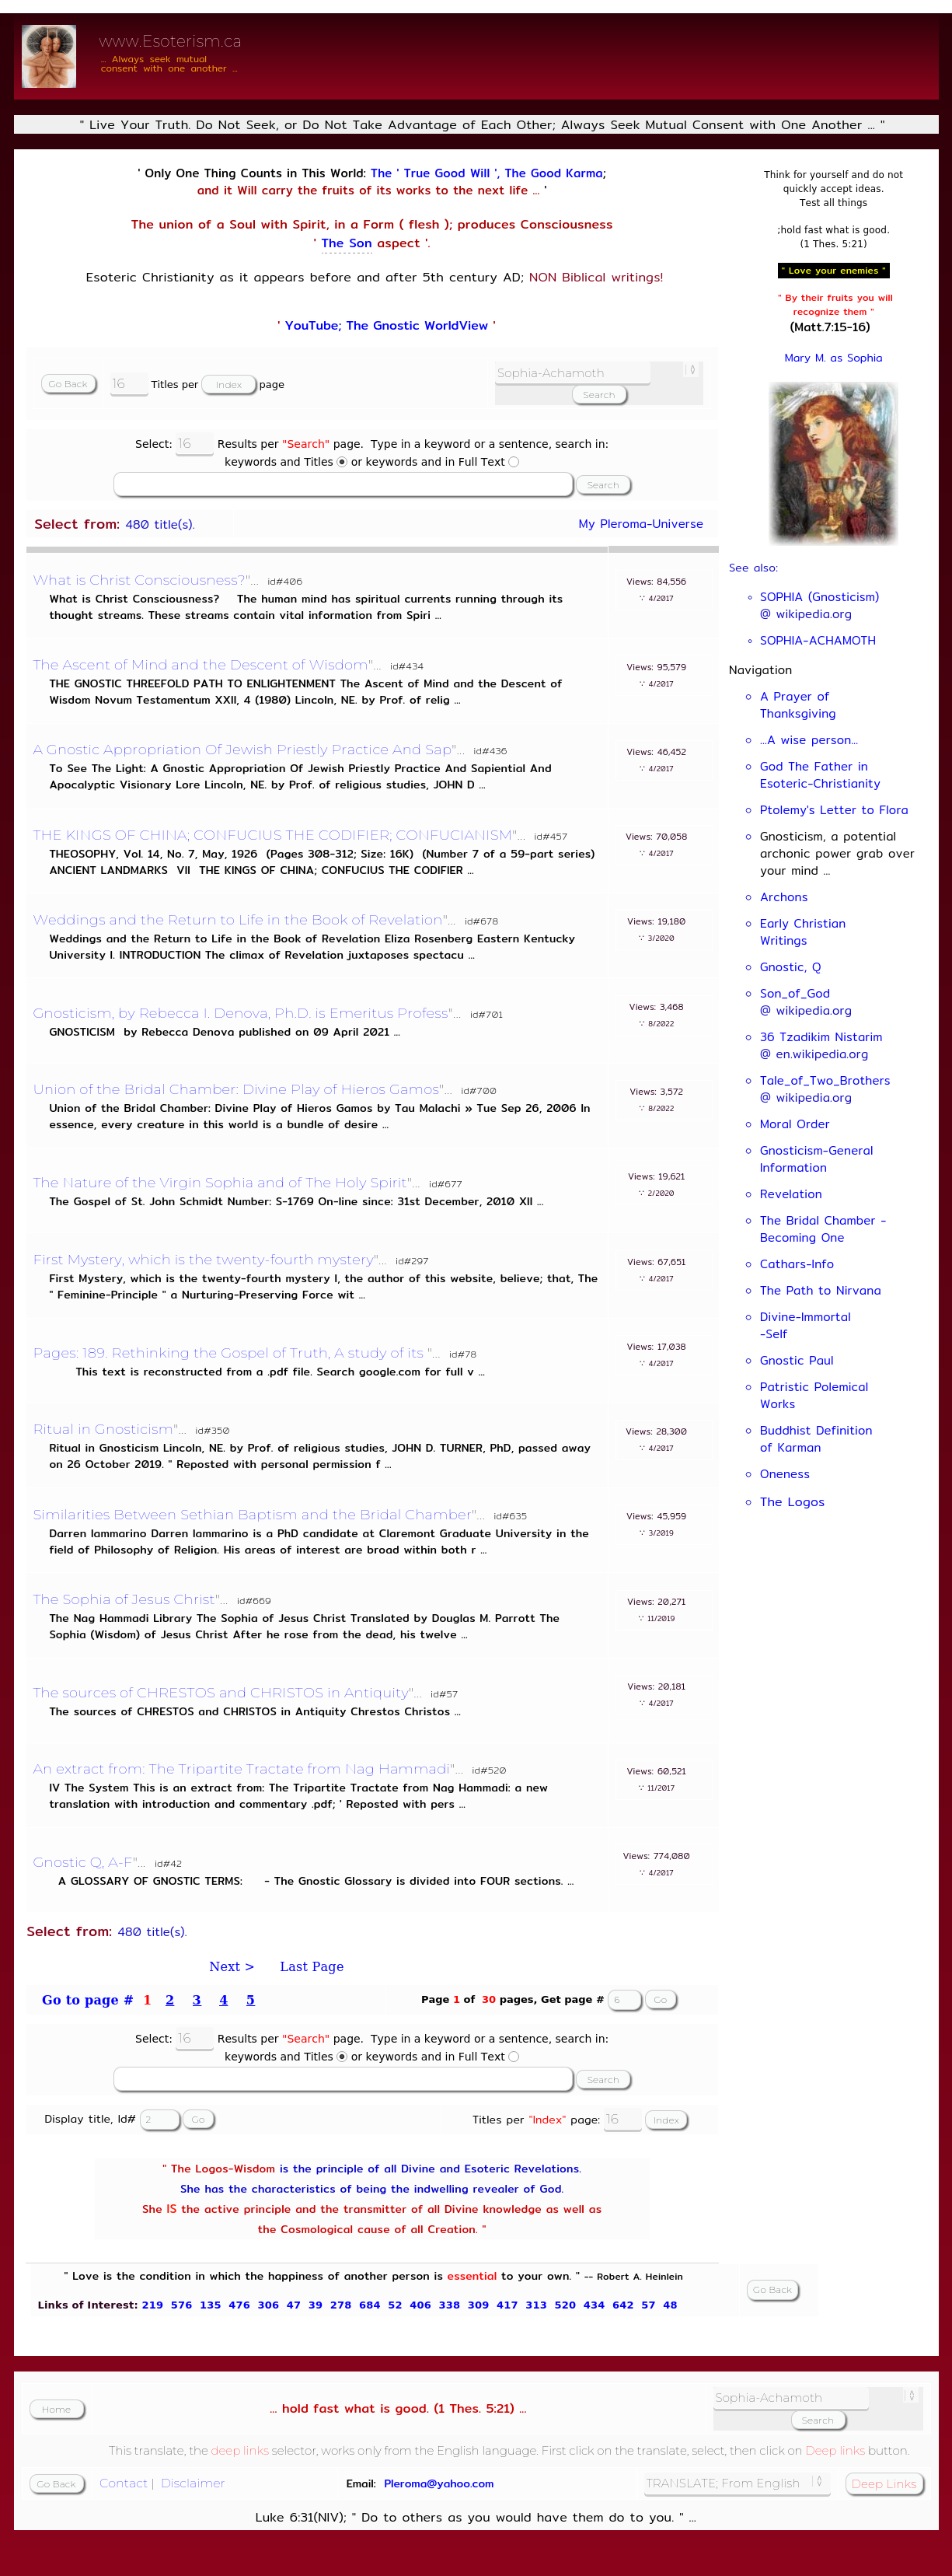 www.Esoterism.ca
... Always seek mutual
consent with one another ...
" Live Your Truth. Do Not Seek, or Do Not Take Advantage of Each Other; Always Seek Mutual Consent with One Another ... "
' Only One Thing Counts in This World: The ' True Good Will ', The Good Karma;
and it Will carry the fruits of its works to the next life ... '
The union of a Soul with Spirit, in a Form ( flesh ); produces Consciousness
' The Son aspect '.
Esoteric Christianity as it appears before and after 5th century AD; NON Biblical writings!
' YouTube; The Gnostic WorldView '
Go Back 16 Titles per Index page
Sophia-Achamoth
Search
Select: 16 Results per "Search" page. Type in a keyword or a sentence, search in:
keywords and Titles or keywords and in Full Text
Search
Select from: 480 title(s).
My Pleroma-Universe
What is Christ Consciousness?"... id#406
What is Christ Consciousness? The human mind has spiritual currents running through its
thought streams. These streams contain vital information from Spiri ...
Views: 84,556
∵ 4/2017
The Ascent of Mind and the Descent of Wisdom"... id#434
THE GNOSTIC THREEFOLD PATH TO ENLIGHTENMENT The Ascent of Mind and the Descent of
Wisdom Novum Testamentum XXII, 4 (1980) Lincoln, NE. by Prof. of relig ...
Views: 95,579
∵ 4/2017
A Gnostic Appropriation Of Jewish Priestly Practice And Sap"... id#436
To See The Light: A Gnostic Appropriation Of Jewish Priestly Practice And Sapiential And
Apocalyptic Visionary Lore Lincoln, NE. by Prof. of religious studies, JOHN D ...
Views: 46,452
∵ 4/2017
THE KINGS OF CHINA; CONFUCIUS THE CODIFIER; CONFUCIANISM"... id#457
THEOSOPHY, Vol. 14, No. 7, May, 1926 (Pages 308-312; Size: 16K) (Number 7 of a 59-part series)
ANCIENT LANDMARKS VII THE KINGS OF CHINA; CONFUCIUS THE CODIFIER ...
Views: 70,058
∵ 4/2017
Weddings and the Return to Life in the Book of Revelation"... id#678
Weddings and the Return to Life in the Book of Revelation Eliza Rosenberg Eastern Kentucky
University I. INTRODUCTION The climax of Revelation juxtaposes spectacu ...
Views: 19,180
∵ 3/2020
Gnosticism, by Rebecca I. Denova, Ph.D. is Emeritus Profess"... id#701
GNOSTICISM by Rebecca Denova published on 09 April 2021 ...
Views: 3,468
∵ 8/2022
Union of the Bridal Chamber: Divine Play of Hieros Gamos"... id#700
Union of the Bridal Chamber: Divine Play of Hieros Gamos by Tau Malachi » Tue Sep 26, 2006 In
essence, every creature in this world is a bundle of desire ...
Views: 3,572
∵ 8/2022
The Nature of the Virgin Sophia and of The Holy Spirit"... id#677
The Gospel of St. John Schmidt Number: S-1769 On-line since: 31st December, 2010 XII ...
Views: 19,621
∵ 2/2020
First Mystery, which is the twenty-fourth mystery"... id#297
First Mystery, which is the twenty-fourth mystery I, the author of this website, believe; that, The
" Feminine-Principle " a Nurturing-Preserving Force wit ...
Views: 67,651
∵ 4/2017
Pages: 189. Rethinking the Gospel of Truth, A study of its "... id#78
This text is reconstructed from a .pdf file. Search google.com for full v ...
Views: 17,038
∵ 4/2017
Ritual in Gnosticism"... id#350
Ritual in Gnosticism Lincoln, NE. by Prof. of religious studies, JOHN D. TURNER, PhD, passed away
on 26 October 2019. " Reposted with personal permission f ...
Views: 28,300
∵ 4/2017
Similarities Between Sethian Baptism and the Bridal Chamber"... id#635
Darren Iammarino Darren Iammarino is a PhD candidate at Claremont Graduate University in the
field of Philosophy of Religion. His areas of interest are broad within both r ...
Views: 45,959
∵ 3/2019
The Sophia of Jesus Christ"... id#669
The Nag Hammadi Library The Sophia of Jesus Christ Translated by Douglas M. Parrott The
Sophia (Wisdom) of Jesus Christ After he rose from the dead, his twelve ...
Views: 20,271
∵ 11/2019
The sources of CHRESTOS and CHRISTOS in Antiquity"... id#57
The sources of CHRESTOS and CHRISTOS in Antiquity Chrestos Christos ...
Views: 20,181
∵ 4/2017
An extract from: The Tripartite Tractate from Nag Hammadi"... id#520
IV The System This is an extract from: The Tripartite Tractate from Nag Hammadi: a new
translation with introduction and commentary .pdf; ' Reposted with pers ...
Views: 60,521
∵ 11/2017
Gnostic Q, A-F"... id#42
A GLOSSARY OF GNOSTIC TERMS: - The Gnostic Glossary is divided into FOUR sections. ...
Views: 774,080
∵ 4/2017
Select from: 480 title(s).
Next > Last Page
Go to page # 1 2 3 4 5
Page 1 of 30 pages, Get page # 6 Go
Select: 16 Results per "Search" page. Type in a keyword or a sentence, search in:
keywords and Titles or keywords and in Full Text
Search
Display title, Id# 2 Go
Titles per "Index" page: 16 Index
" The Logos-Wisdom is the principle of all Divine and Esoteric Revelations.
She has the characteristics of being the indwelling revealer of God.
She IS the active principle and the transmitter of all Divine knowledge as well as
the Cosmological cause of all Creation. "
" Love is the condition in which the happiness of another person is essential to your own. " -- Robert A. Heinlein
Links of Interest: 219 576 135 476 306 47 39 278 684 52 406 338 309 417 313 520 434 642 57 48
Go Back
Think for yourself and do not
quickly accept ideas.
Test all things
;hold fast what is good.
(1 Thes. 5:21)
" Love your enemies "
" By their fruits you will
recognize them "
(Matt.7:15-16)
Mary M. as Sophia
See also:
SOPHIA (Gnosticism)
@ wikipedia.org
SOPHIA-ACHAMOTH
Navigation
A Prayer of
Thanksgiving
...A wise person...
God The Father in
Esoteric-Christianity
Ptolemy's Letter to Flora
Gnosticism, a potential
archonic power grab over
your mind ...
Archons
Early Christian
Writings
Gnostic, Q
Son_of_God
@ wikipedia.org
36 Tzadikim Nistarim
@ en.wikipedia.org
Tale_of_Two_Brothers
@ wikipedia.org
Moral Order
Gnosticism-General
Information
Revelation
The Bridal Chamber -
Becoming One
Cathars-Info
The Path to Nirvana
Divine-Immortal
-Self
Gnostic Paul
Patristic Polemical
Works
Buddhist Definition
of Karman
Oneness
The Logos
Home
... hold fast what is good. (1 Thes. 5:21) ...
Sophia-Achamoth
Search
This translate, the deep links selector, works only from the English language. First click on the translate, select, then click on Deep links button.
Go Back Contact | Disclaimer
Email: Pleroma@yahoo.com
TRANSLATE; From English
Deep Links
Luke 6:31(NIV); " Do to others as you would have them do to you. " ...